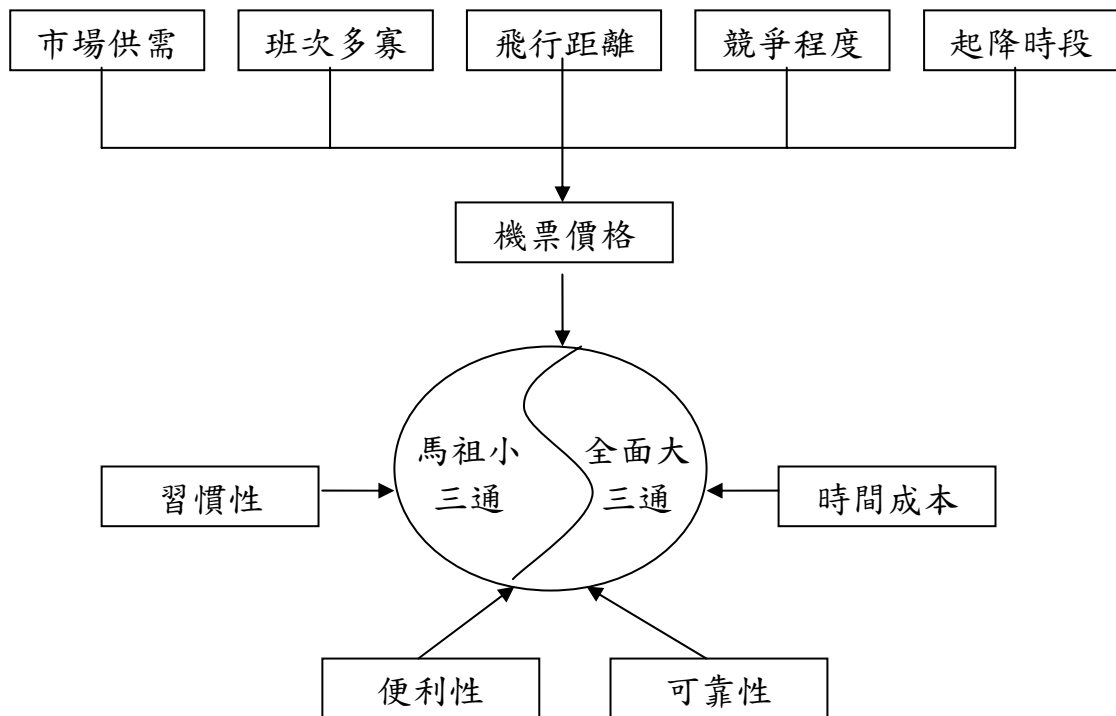 市場供需
班次多寡
飛行距離
競爭程度
起降時段
機票價格
馬祖小
三通
全面大
三通
習慣性
時間成本
便利性
可靠性